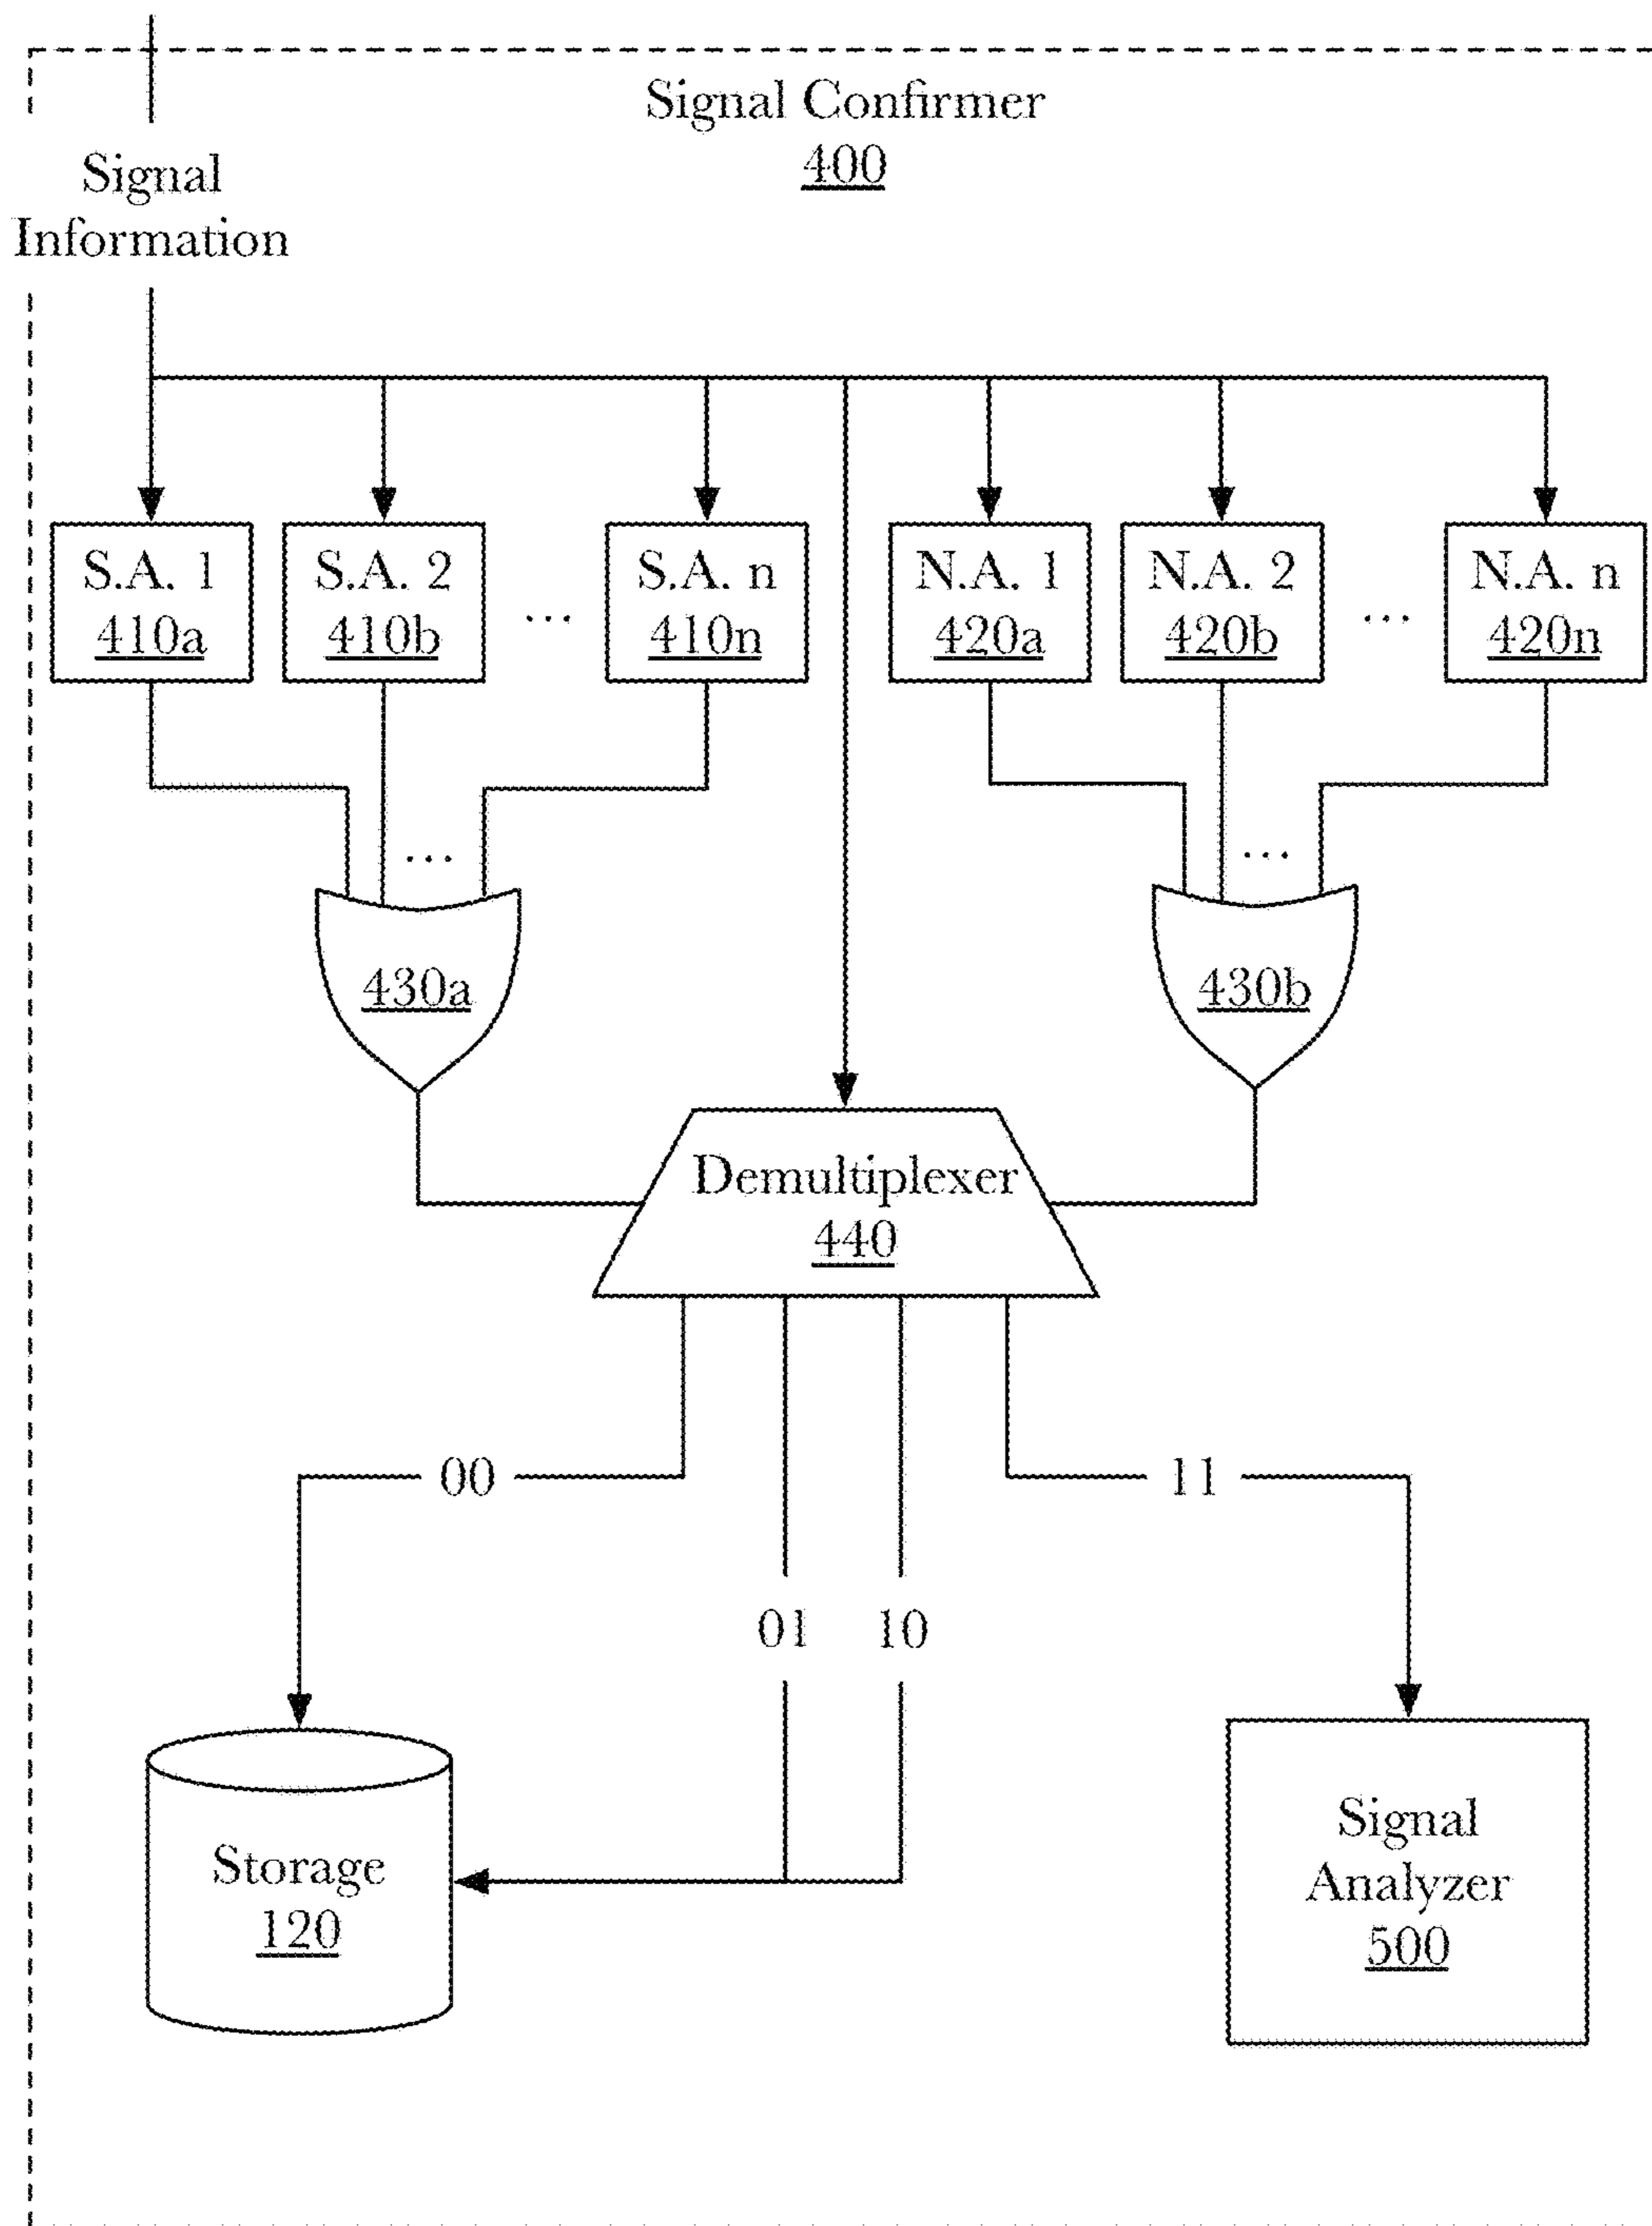 Signal Confirmer
400
Signal
Information
S.A. 1
410a
S.A. 2
410b
...
S.A. n
410n
N.A. 1
420a
N.A. 2
420b
...
N.A. n
420n
...
...
430a
430b
Demultiplexer
440
00
11
01
10
Storage
120
Signal
Analyzer
500